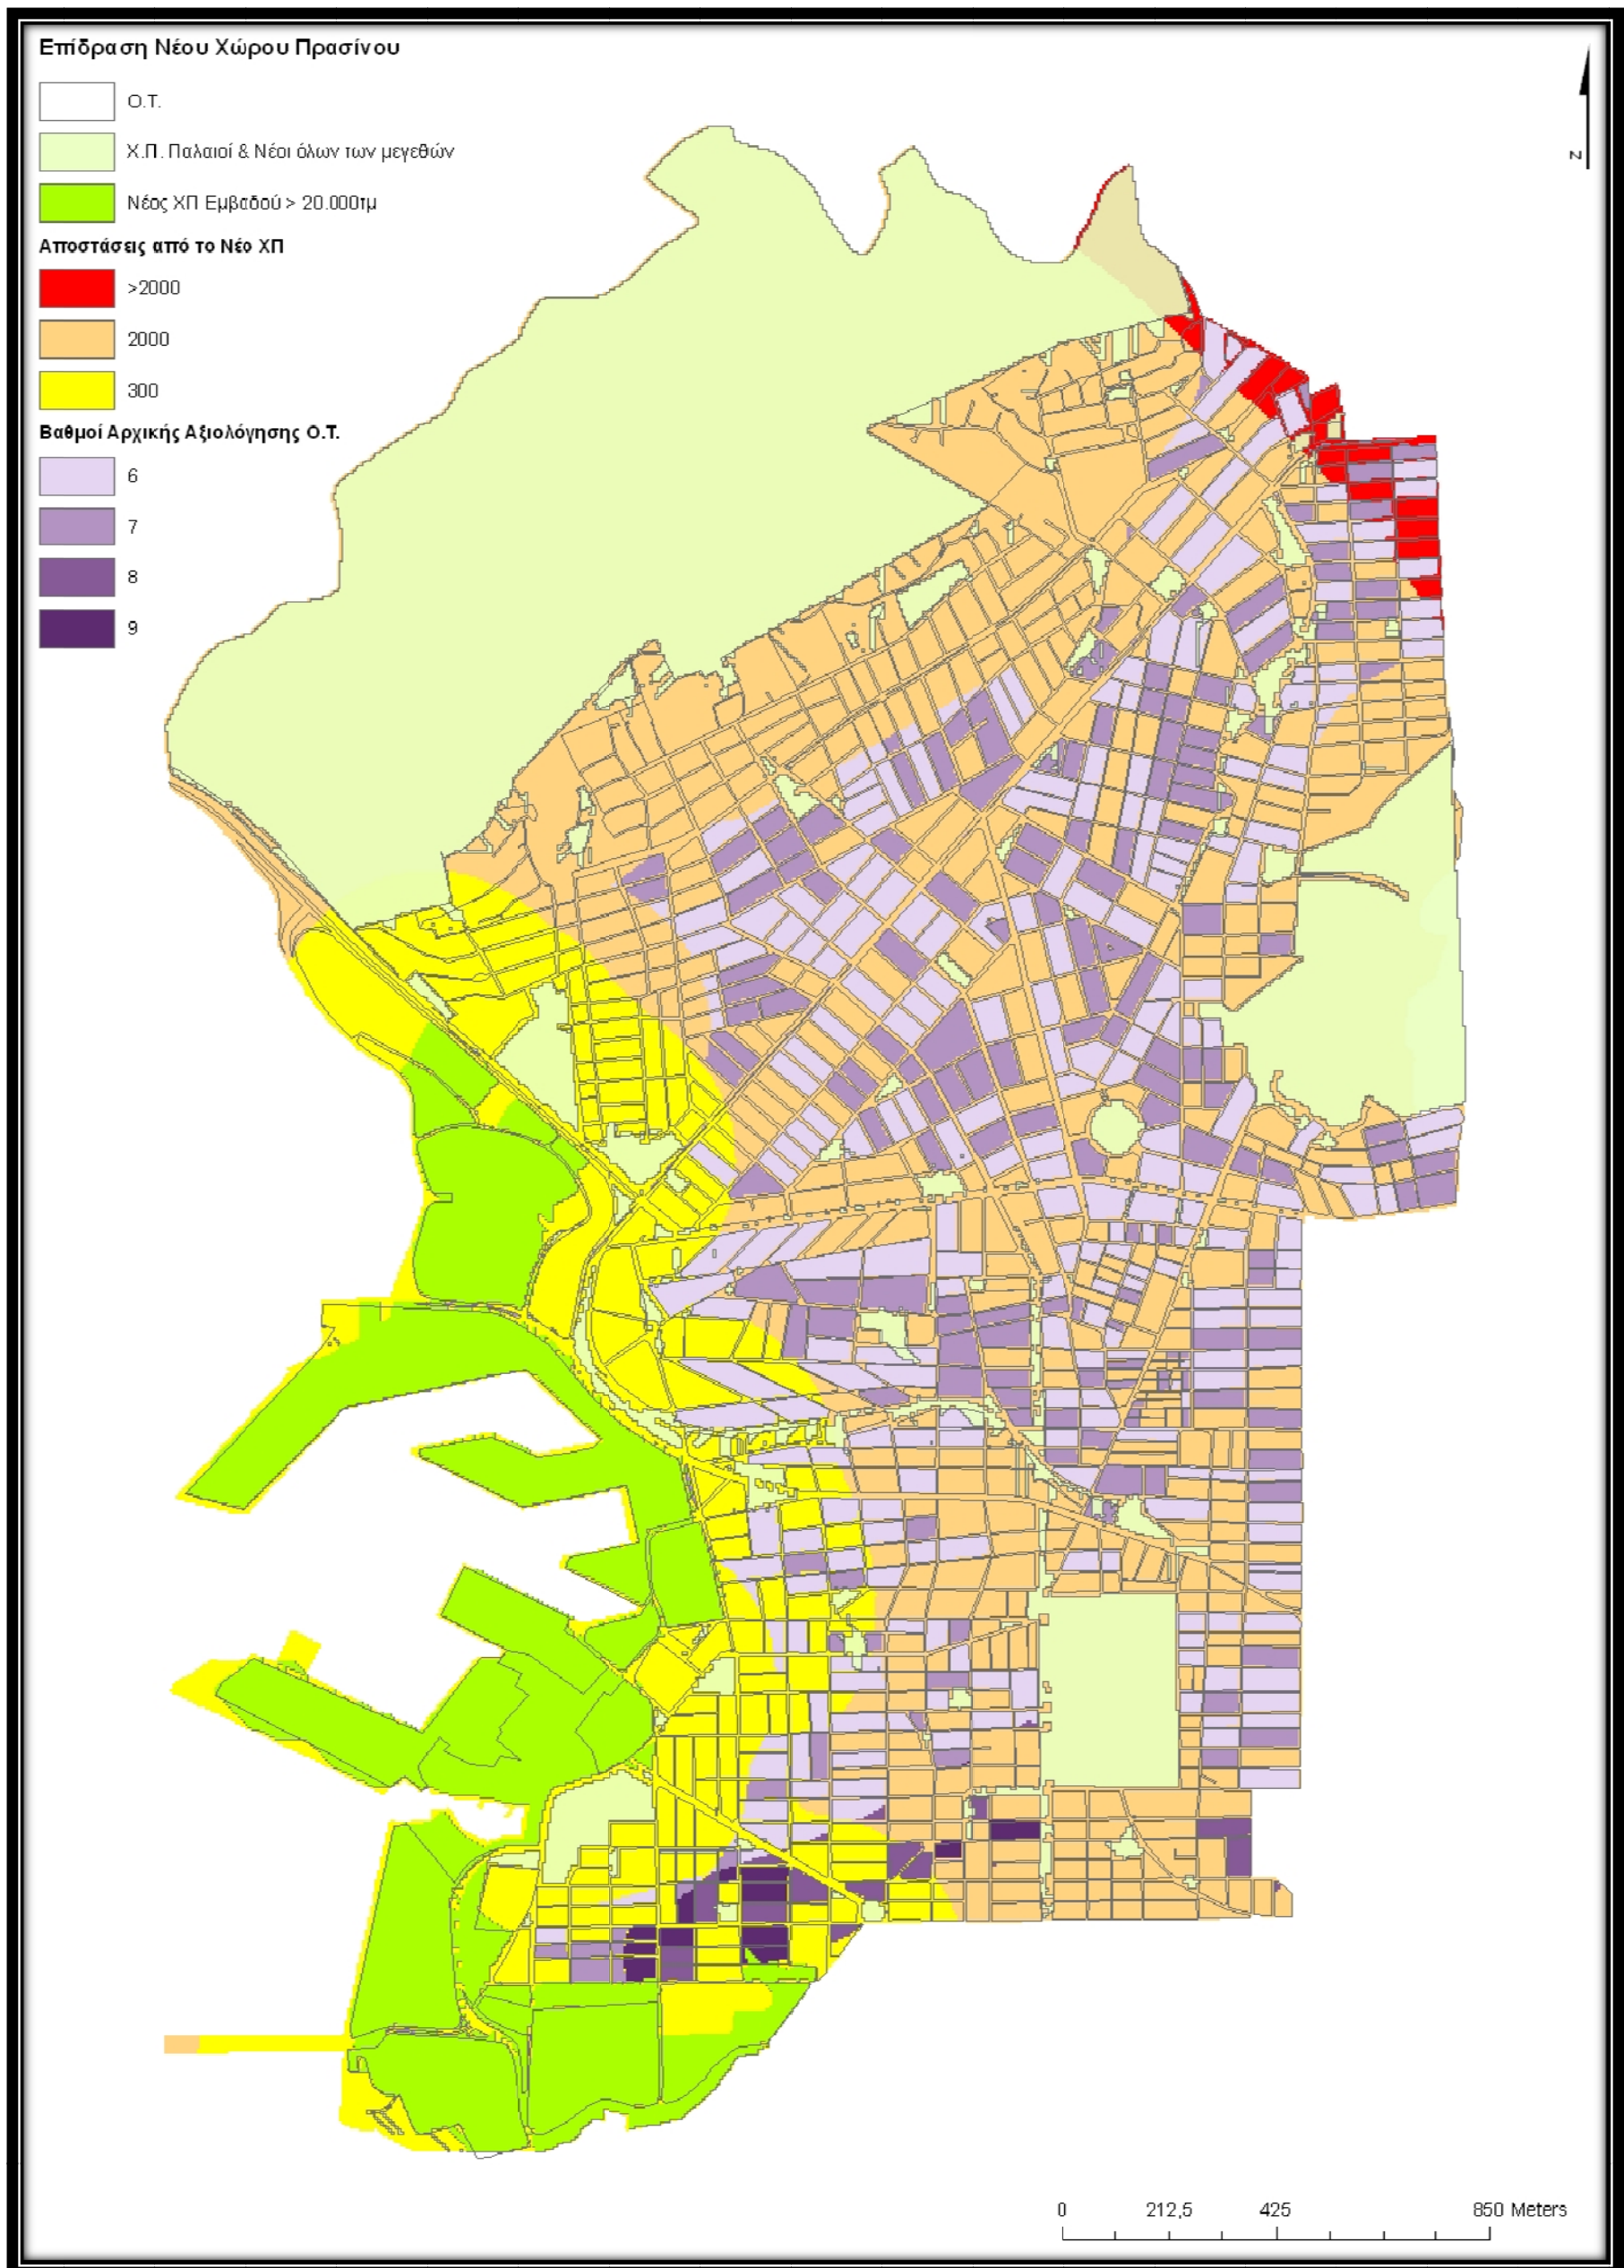 Επίδραση Νέου Χώρου Πρασίνου
Ο.Τ.
Χ.Π. Παλαιοί & Νέοι όλων των μεγεθών
Νέος ΧΠ Εμβαδού > 20.000τμ
Αποστάσεις από το Νέο ΧΠ
>2000
2000
300
Βαθμοί Αρχικής Αξιολόγησης Ο.Τ.
6
7
8
9
N
0 212,5 425 850 Meters